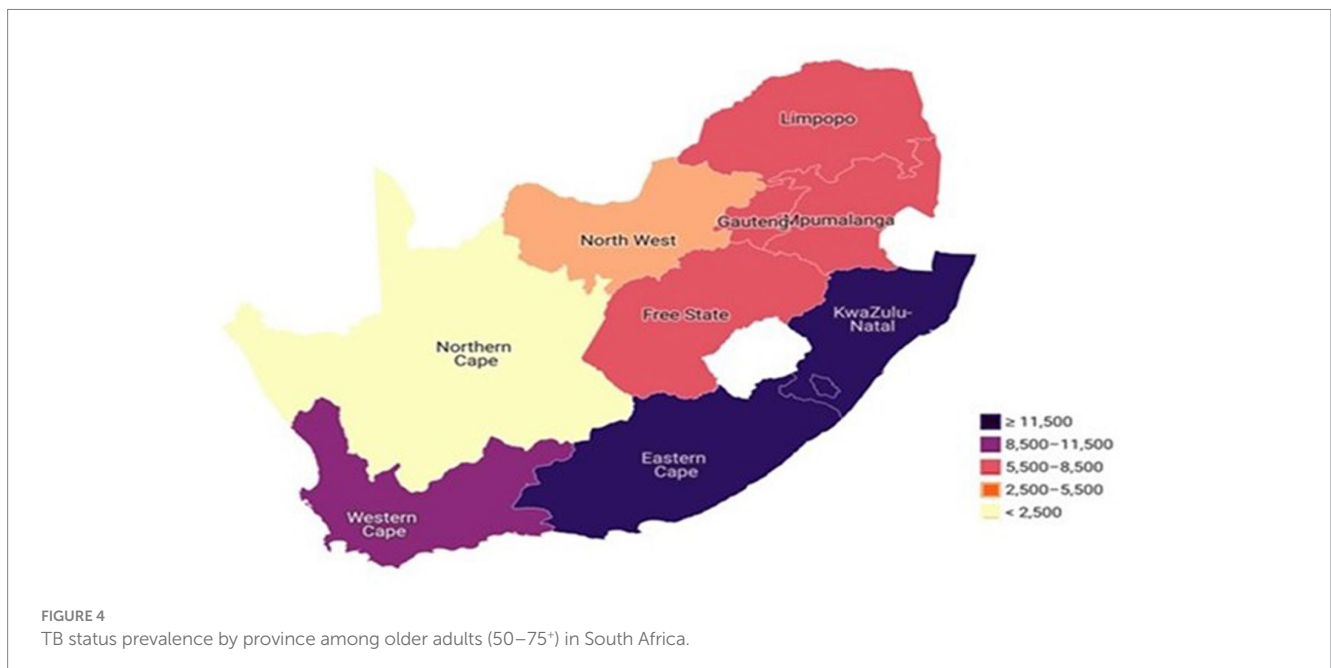 Limpopo
Gauteng
Mpumalanga
North West
Free State
KwaZulu-
Natal
Northern
Cape
Eastern
Cape
Western
Cape
≥ 11,500
8,500–11,500
5,500–8,500
2,500–5,500
< 2,500
FIGURE 4
TB status prevalence by province among older adults (50–75⁺) in South Africa.